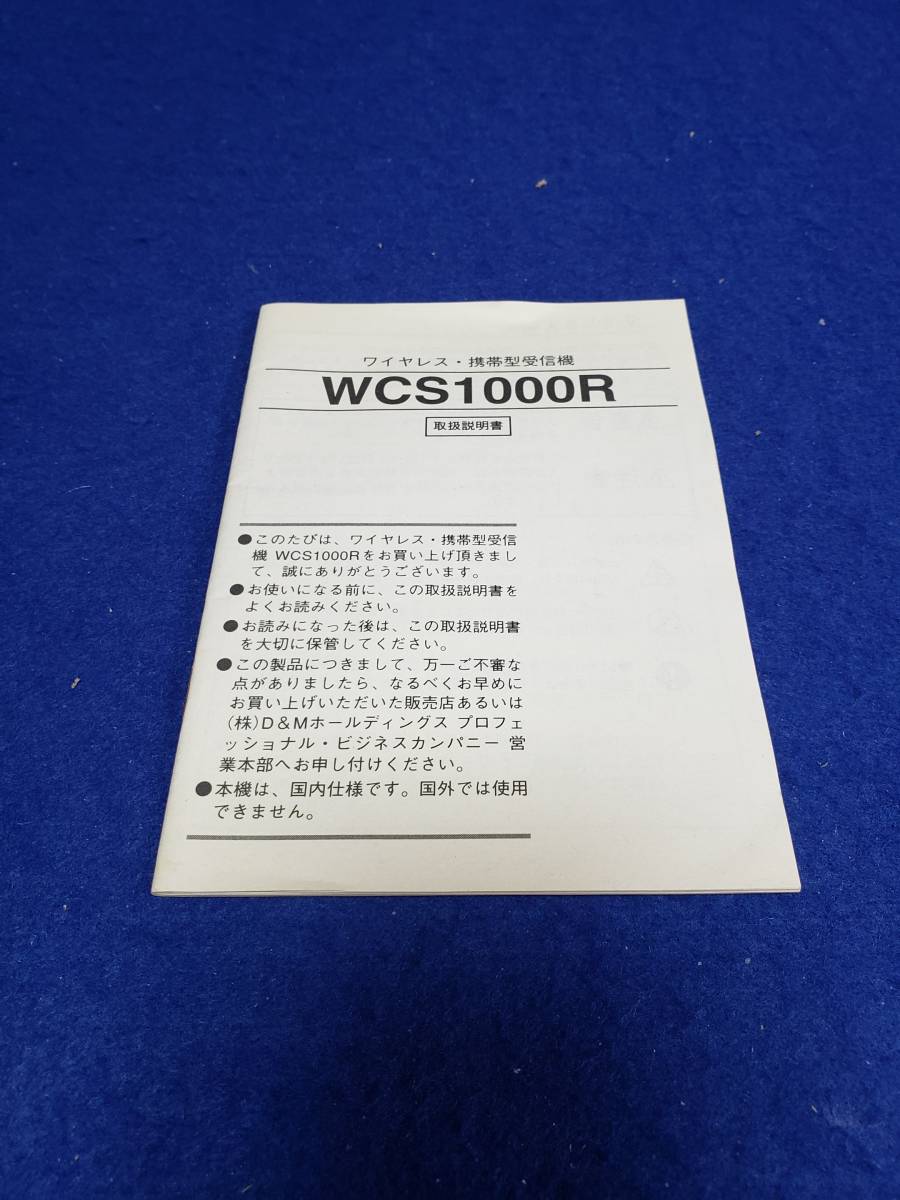 ワイヤレス・携帯型受信機
WCS1000R
取扱説明書
●このたびは、ワイヤレス・携帯型受信
機 WCS1000Rをお買い上げ頂きまし
て、誠にありがとうございます。
●お使いになる前に、この取扱説明書を
よくお読みください。
●お読みになった後は、この取扱説明書
を大切に保管してください。
●この製品につきまして、万一ご不審な
点がありましたら、なるべくお早めに
お買い上げいただいた販売店あるいは
(株)D&Mホールディングス プロフェ
ッショナル・ビジネスカンパニー 営
業本部へお申し付けください。
●本機は、国内仕様です。国外では使用
できません。